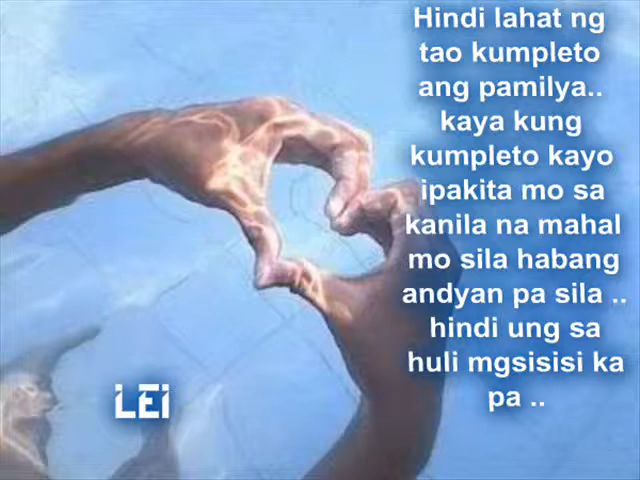 Hindi lahat ng
tao kumpleto
ang pamilya..
kaya kung
kumpleto kayo
ipakita mo sa
kanila na mahal
mo sila habang
andyan pa sila ..
hindi ung sa
huli mgsisisi ka
pa ..
LEI